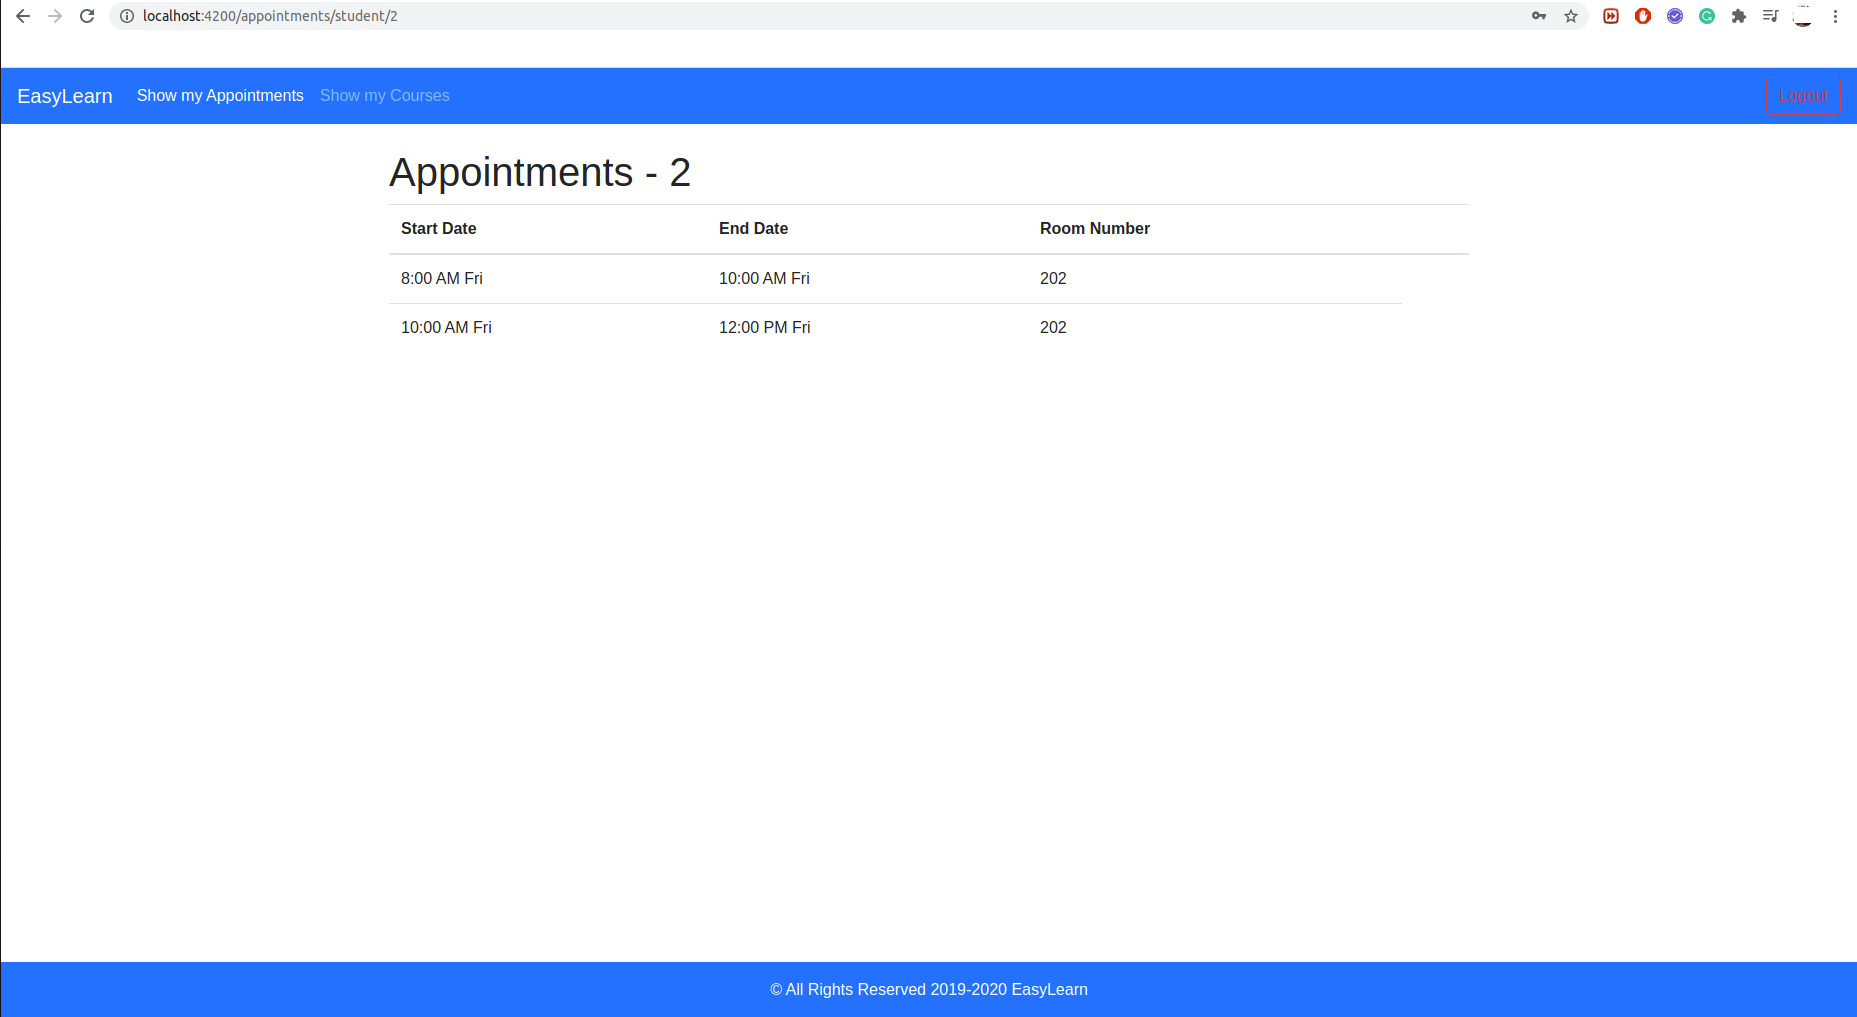 localhost:4200/appointments/student/2
EasyLearn Show my Appointments Show my Courses Logout
Appointments - 2
Start Date End Date Room Number
8:00 AM Fri 10:00 AM Fri 202
10:00 AM Fri 12:00 PM Fri 202
© All Rights Reserved 2019-2020 EasyLearn